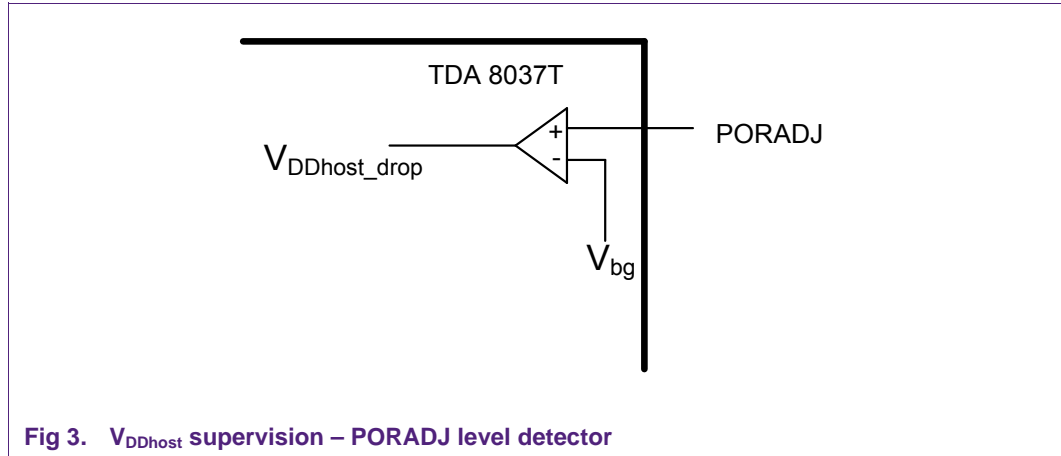 TDA 8037T
+
PORADJ
V_DDhost_drop
-
V_bg
Fig 3. V_DDhost supervision – PORADJ level detector